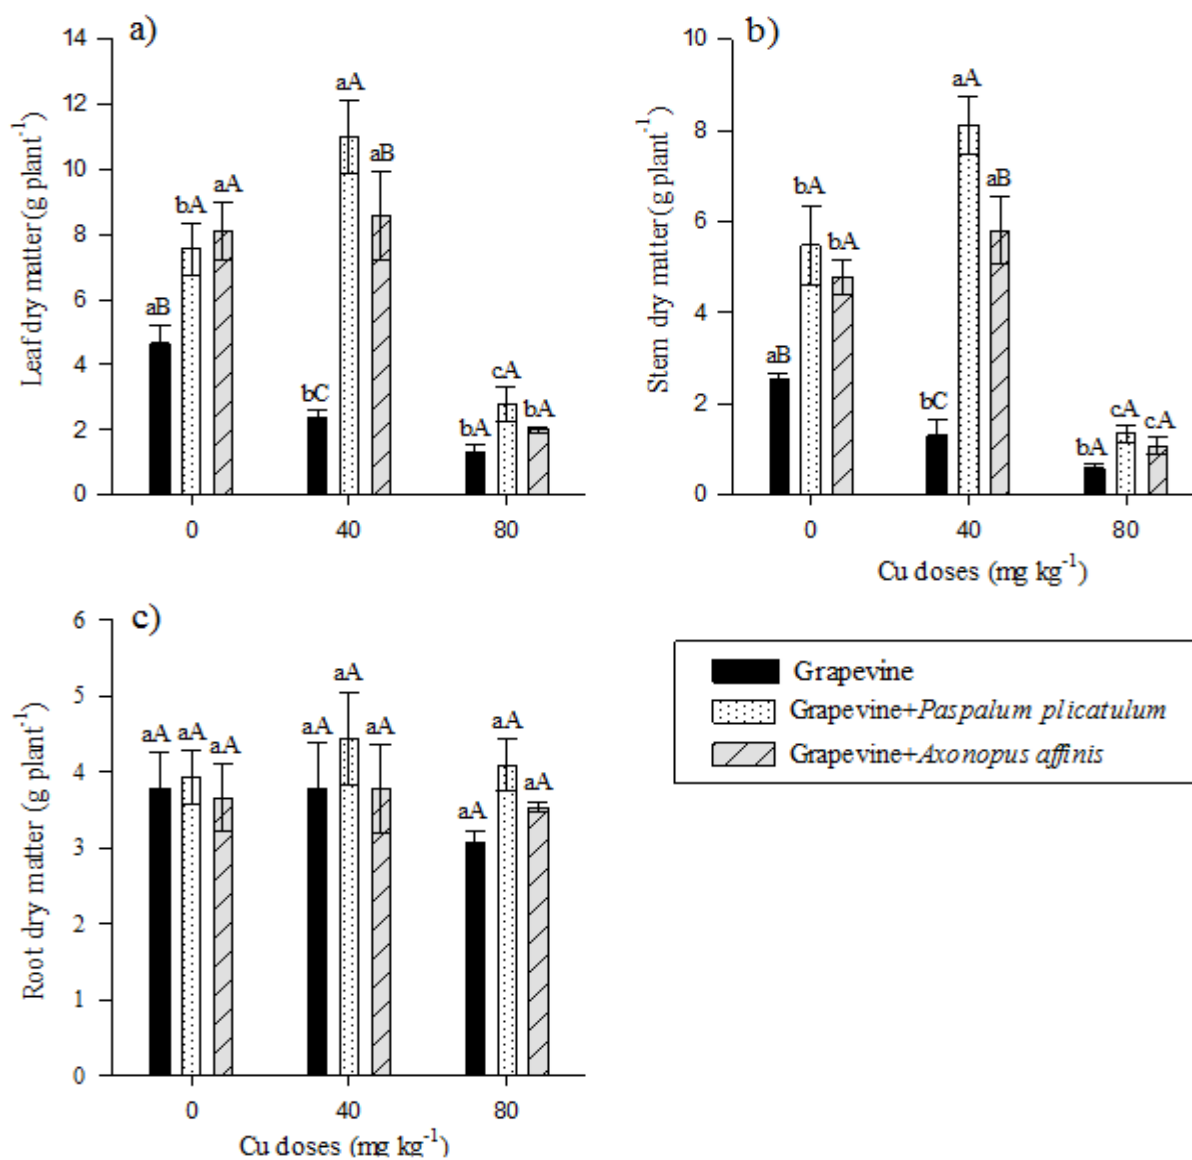 a)
Leaf dry matter (g plant-1)
14
12
10
8
6
4
2
0
aB
bA
aA
bC
aA
aB
bA
cA
bA
0 40 80
b)
Stem dry matter (g plant-1)
10
8
6
4
2
0
aB
bA
bA
bC
aA
aB
bA
cA
cA
0 40 80
Cu doses (mg kg-1)
c)
Root dry matter (g plant-1)
6
5
4
3
2
1
0
aA
aA
aA
aA
aA
aA
aA
aA
aA
0 40 80
Cu doses (mg kg-1)
Grapevine
Grapevine+Paspalum plicatulum
Grapevine+Axonopus affinis